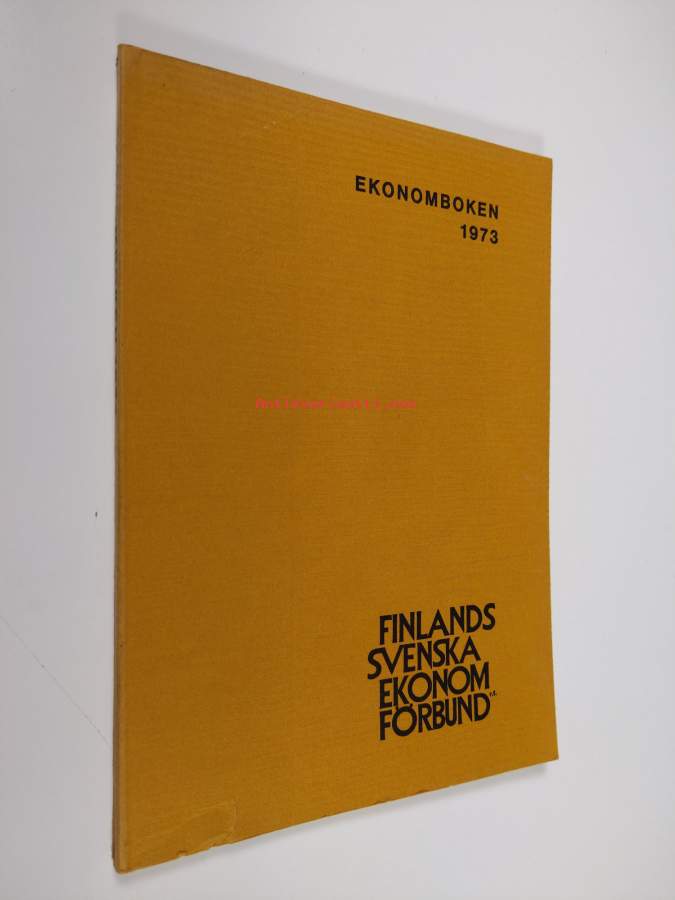 EKONOMBOKEN
1973
FINLANDS
SVENSKA
EKONOM
FÖRBUND